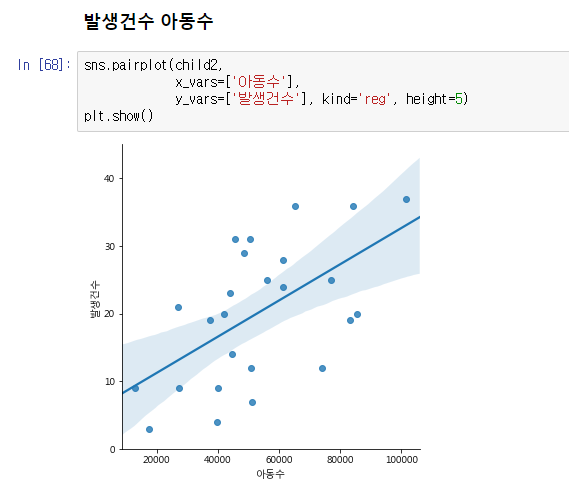 발생건수 아동수
In [68]: sns.pairplot(child2,
x_vars=['아동수'],
y_vars=['발생건수'], kind='reg', height=5)
plt.show()
40
30
20
10
0
발생건수
20000 40000 60000 80000 100000
아동수